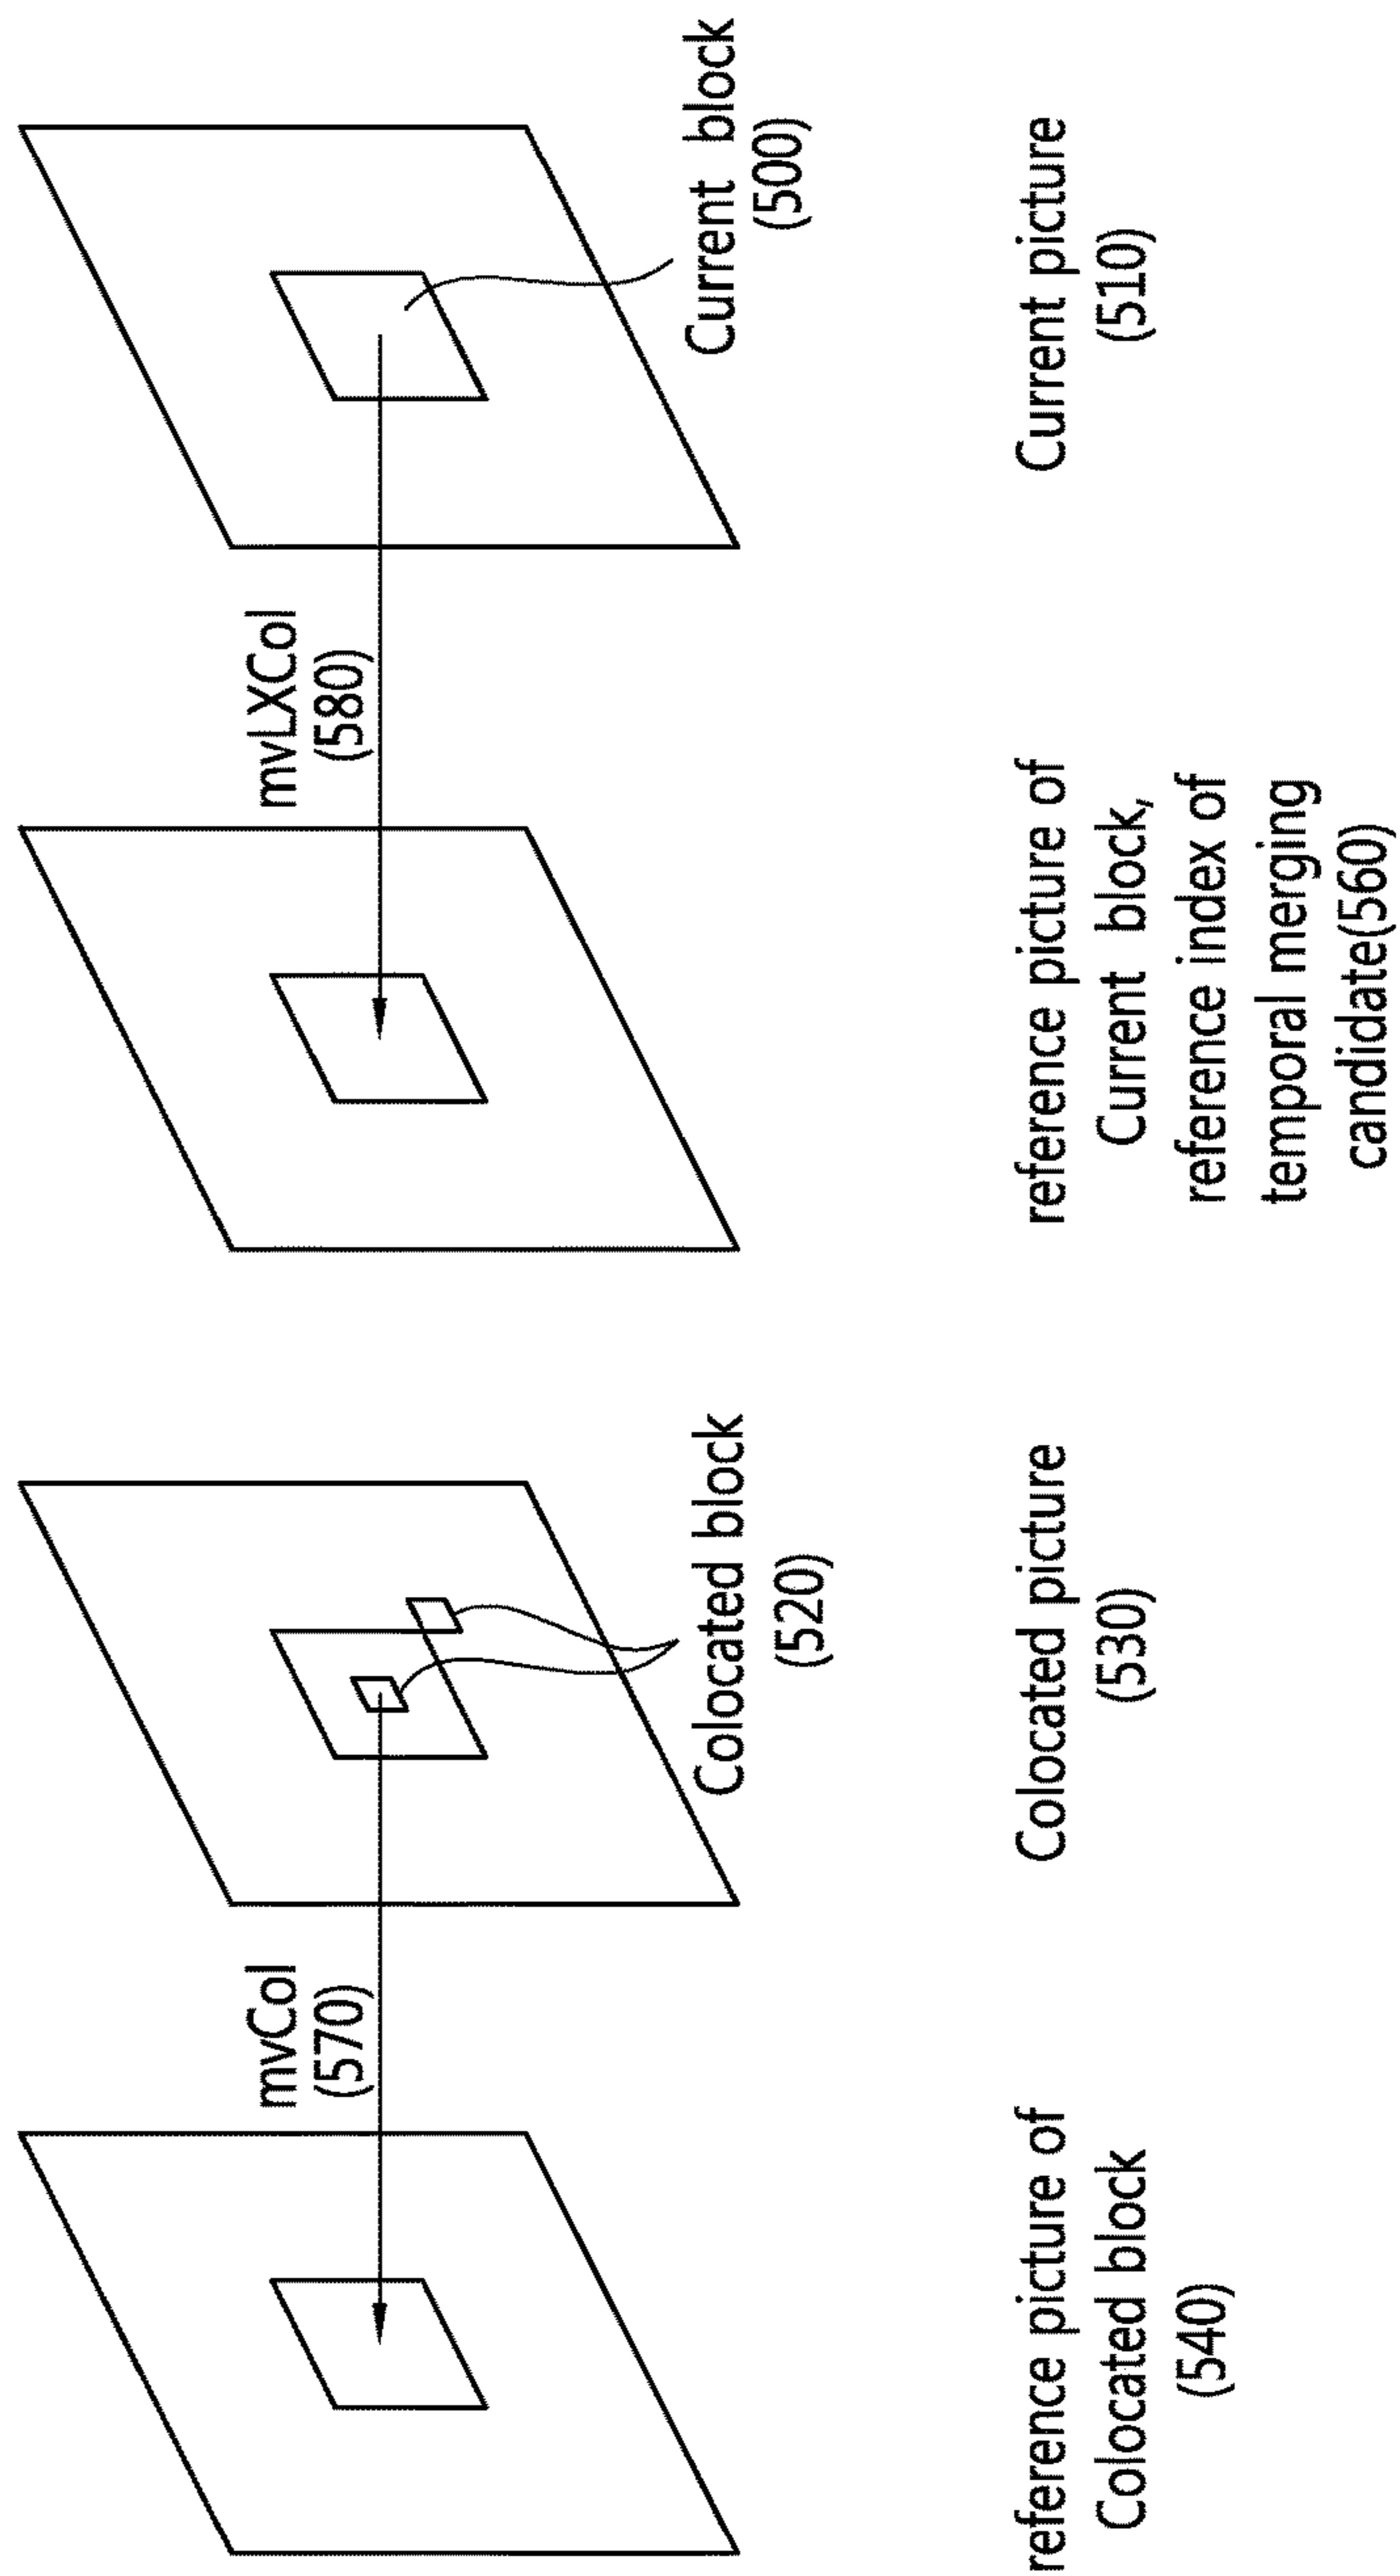 mvCol
(570)
mvLXCol
(580)
Colocated block
(520)
Current block
(500)
reference picture of
Colocated block
(540)
Colocated picture
(530)
reference picture of
Current block,
reference index of
temporal merging
candidate(560)
Current picture
(510)